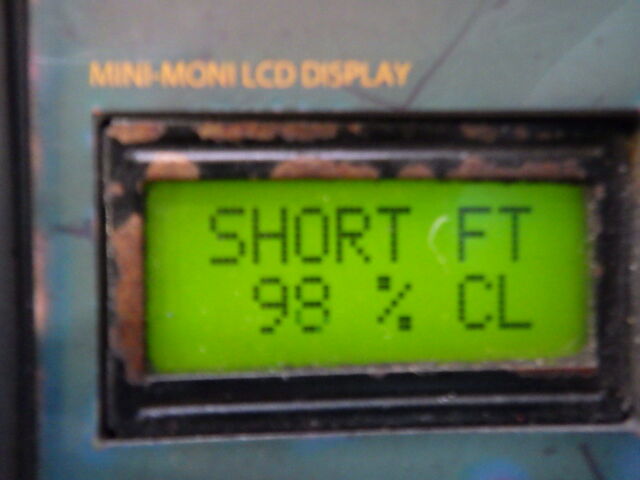 MINI-MONI LCD DISPLAY
SHORT FT
98 % CL